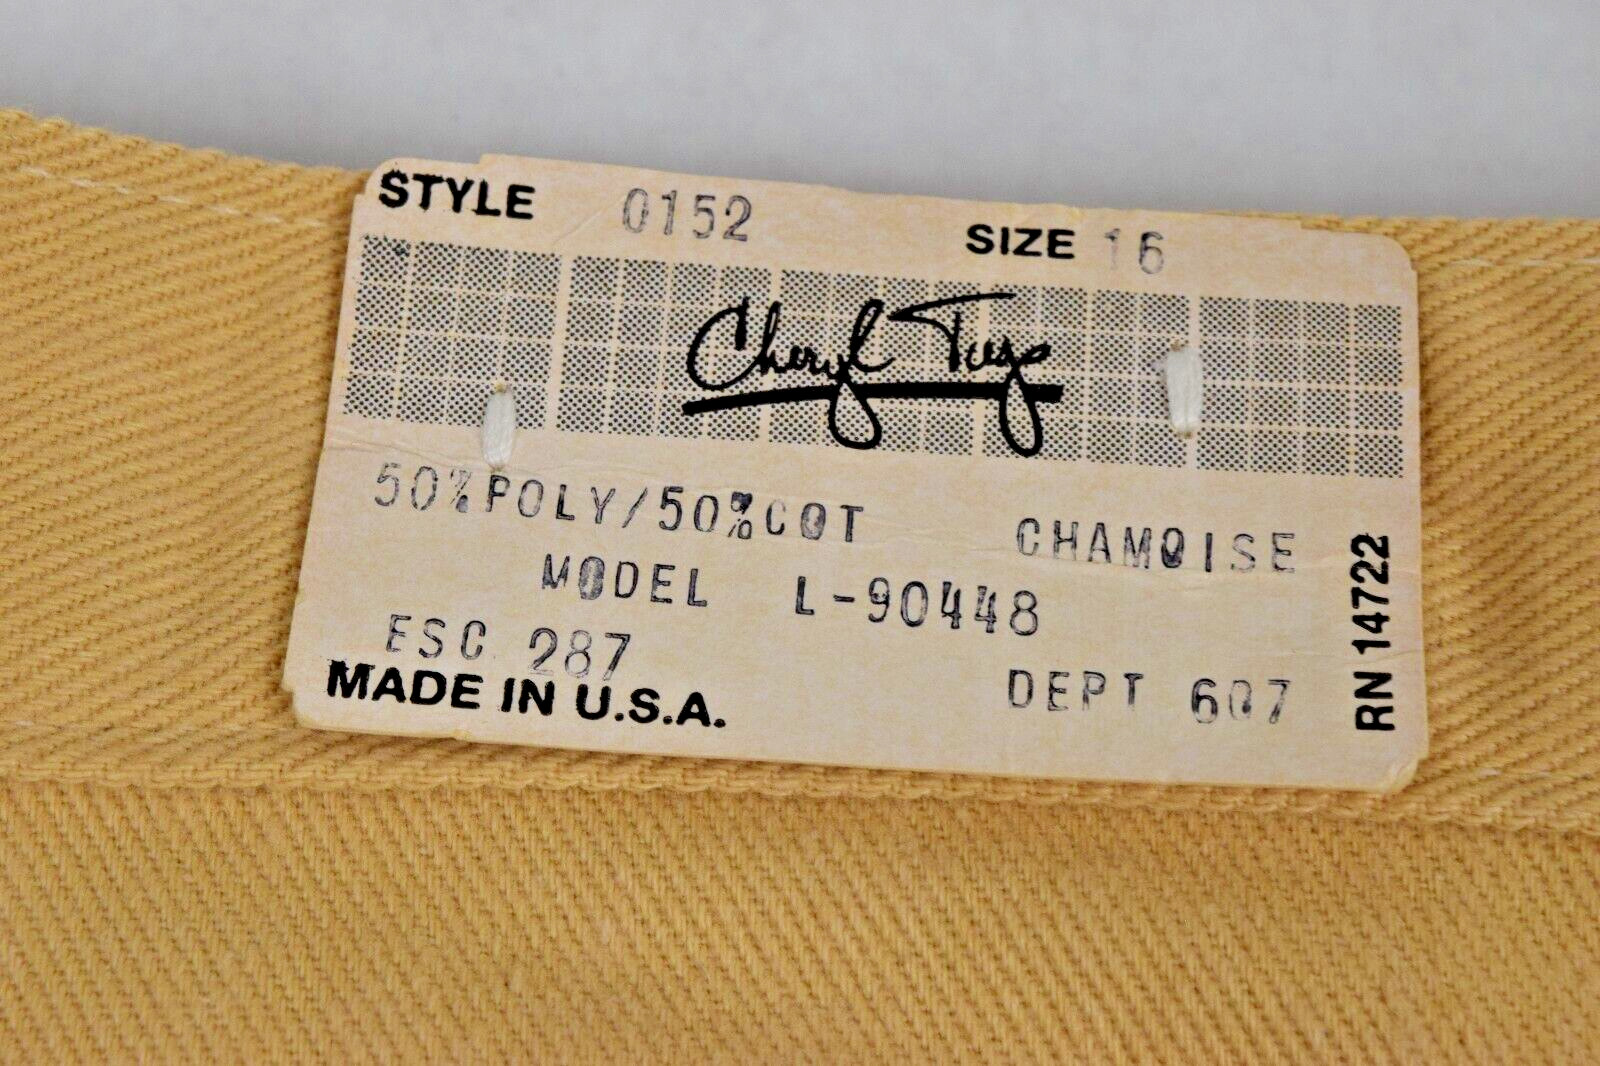 STYLE 0152 SIZE 16
Cheryl Tiegs
50%POLY/50%COT CHAMOISE
MODEL L-90448
ESC 287 DEPT 607
MADE IN U.S.A.
RN 14722